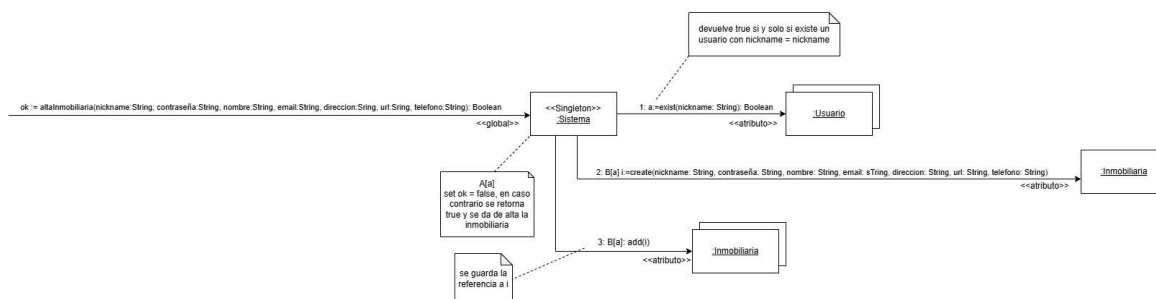 devuelve true si y solo si existe un
usuario con nickname = nickname
ok := altaInmobiliaria(nickname:String, contraseña:String, nombre:String, email:String, direccion:Sring, url:Sring, telefono:String): Boolean
<<global>>
<<Singleton>>
:Sistema
1: a:=exist(nickname: String): Boolean
<<atributo>>
:Usuario
A[a]
set ok = false, en caso
contrario se retorna
true y se da de alta la
inmobiliaria
2: B[a] i:=create(nickname: String, contraseña: String, nombre: String, email: sTring, direccion: String, url: String, telefono: String)
<<atributo>>
:Inmobiliaria
3: B[a]: add(i)
<<atributo>>
:Inmobiliaria
se guarda la
referencia a i